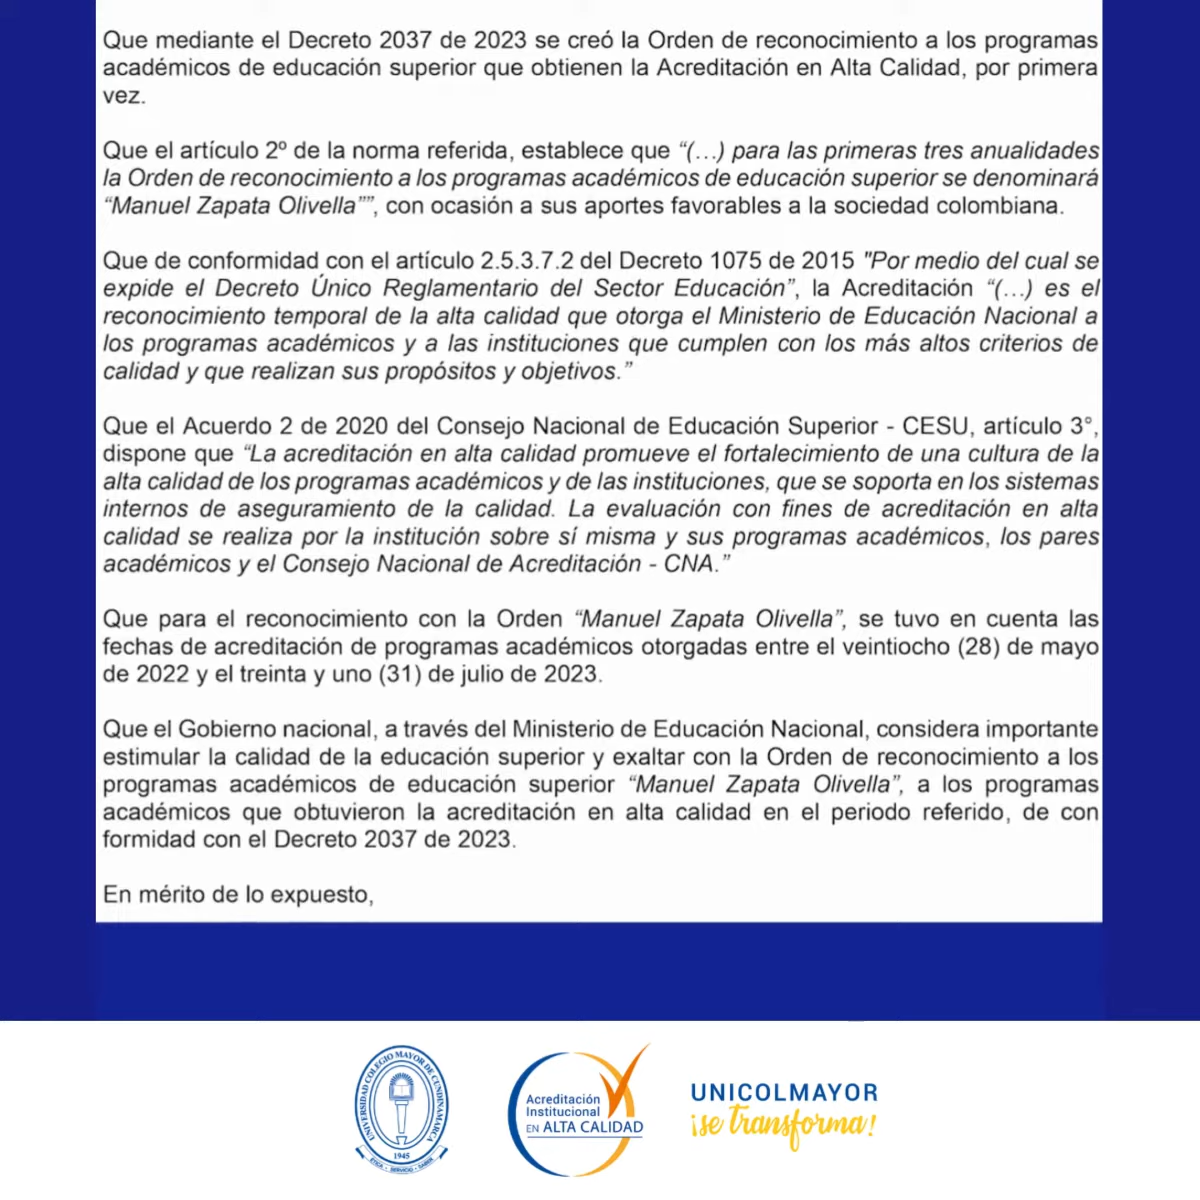 Que mediante el Decreto 2037 de 2023 se creó la Orden de reconocimiento a los programas
académicos de educación superior que obtienen la Acreditación en Alta Calidad, por primera
vez.
Que el artículo 2º de la norma referida, establece que “(…) para las primeras tres anualidades
la Orden de reconocimiento a los programas académicos de educación superior se denominará
“Manuel Zapata Olivella””, con ocasión a sus aportes favorables a la sociedad colombiana.
Que de conformidad con el artículo 2.5.3.7.2 del Decreto 1075 de 2015 "Por medio del cual se
expide el Decreto Único Reglamentario del Sector Educación”, la Acreditación “(…) es el
reconocimiento temporal de la alta calidad que otorga el Ministerio de Educación Nacional a
los programas académicos y a las instituciones que cumplen con los más altos criterios de
calidad y que realizan sus propósitos y objetivos.”
Que el Acuerdo 2 de 2020 del Consejo Nacional de Educación Superior - CESU, artículo 3°,
dispone que “La acreditación en alta calidad promueve el fortalecimiento de una cultura de la
alta calidad de los programas académicos y de las instituciones, que se soporta en los sistemas
internos de aseguramiento de la calidad. La evaluación con fines de acreditación en alta
calidad se realiza por la institución sobre sí misma y sus programas académicos, los pares
académicos y el Consejo Nacional de Acreditación - CNA.”
Que para el reconocimiento con la Orden “Manuel Zapata Olivella”, se tuvo en cuenta las
fechas de acreditación de programas académicos otorgadas entre el veintiocho (28) de mayo
de 2022 y el treinta y uno (31) de julio de 2023.
Que el Gobierno nacional, a través del Ministerio de Educación Nacional, considera importante
estimular la calidad de la educación superior y exaltar con la Orden de reconocimiento a los
programas académicos de educación superior “Manuel Zapata Olivella”, a los programas
académicos que obtuvieron la acreditación en alta calidad en el periodo referido, de con
formidad con el Decreto 2037 de 2023.
En mérito de lo expuesto,
UNIVERSIDAD COLEGIO MAYOR DE CUNDINAMARCA
1945
ETICA - SERVICIO - SABER
Acreditación
Institucional
EN ALTA CALIDAD
UNICOLMAYOR
¡se transforma!